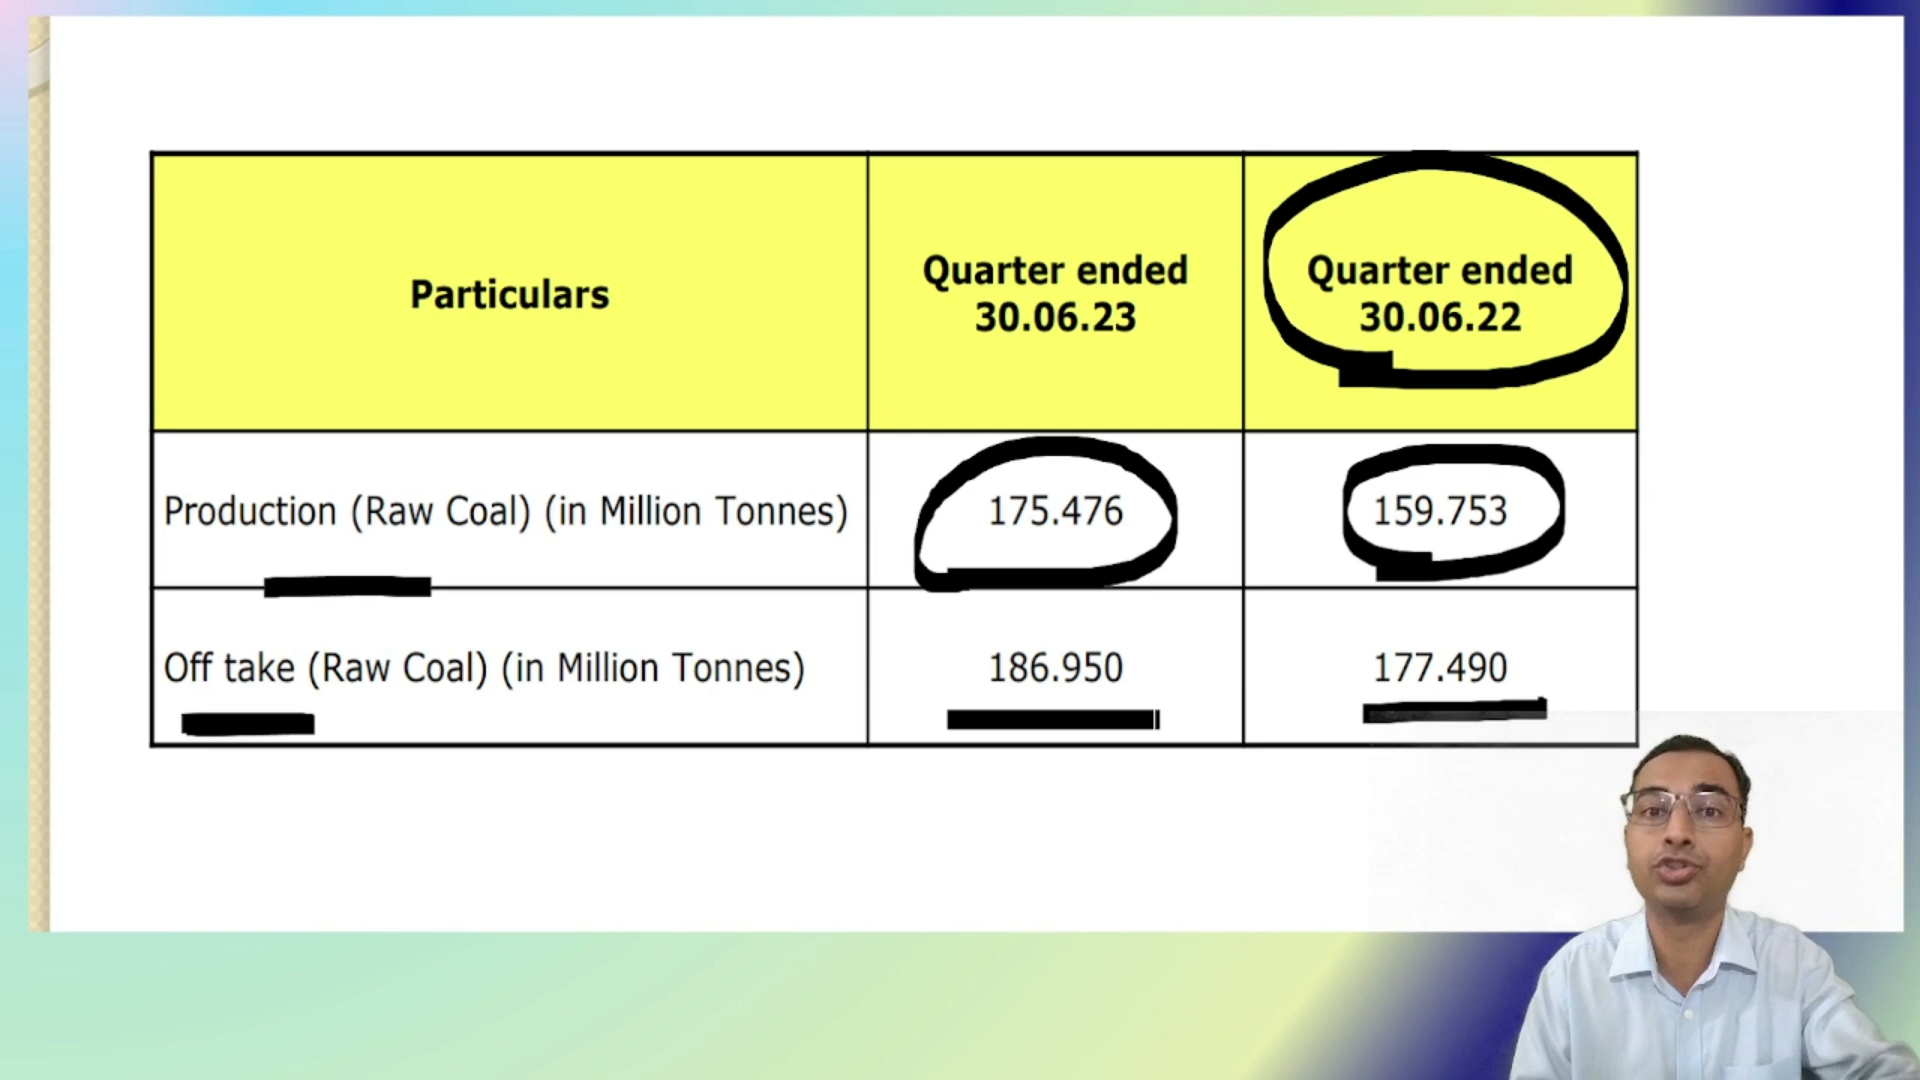 Particulars
Quarter ended
30.06.23
Quarter ended
30.06.22
Production (Raw Coal) (in Million Tonnes)
175.476
159.753
Off take (Raw Coal) (in Million Tonnes)
186.950
177.490